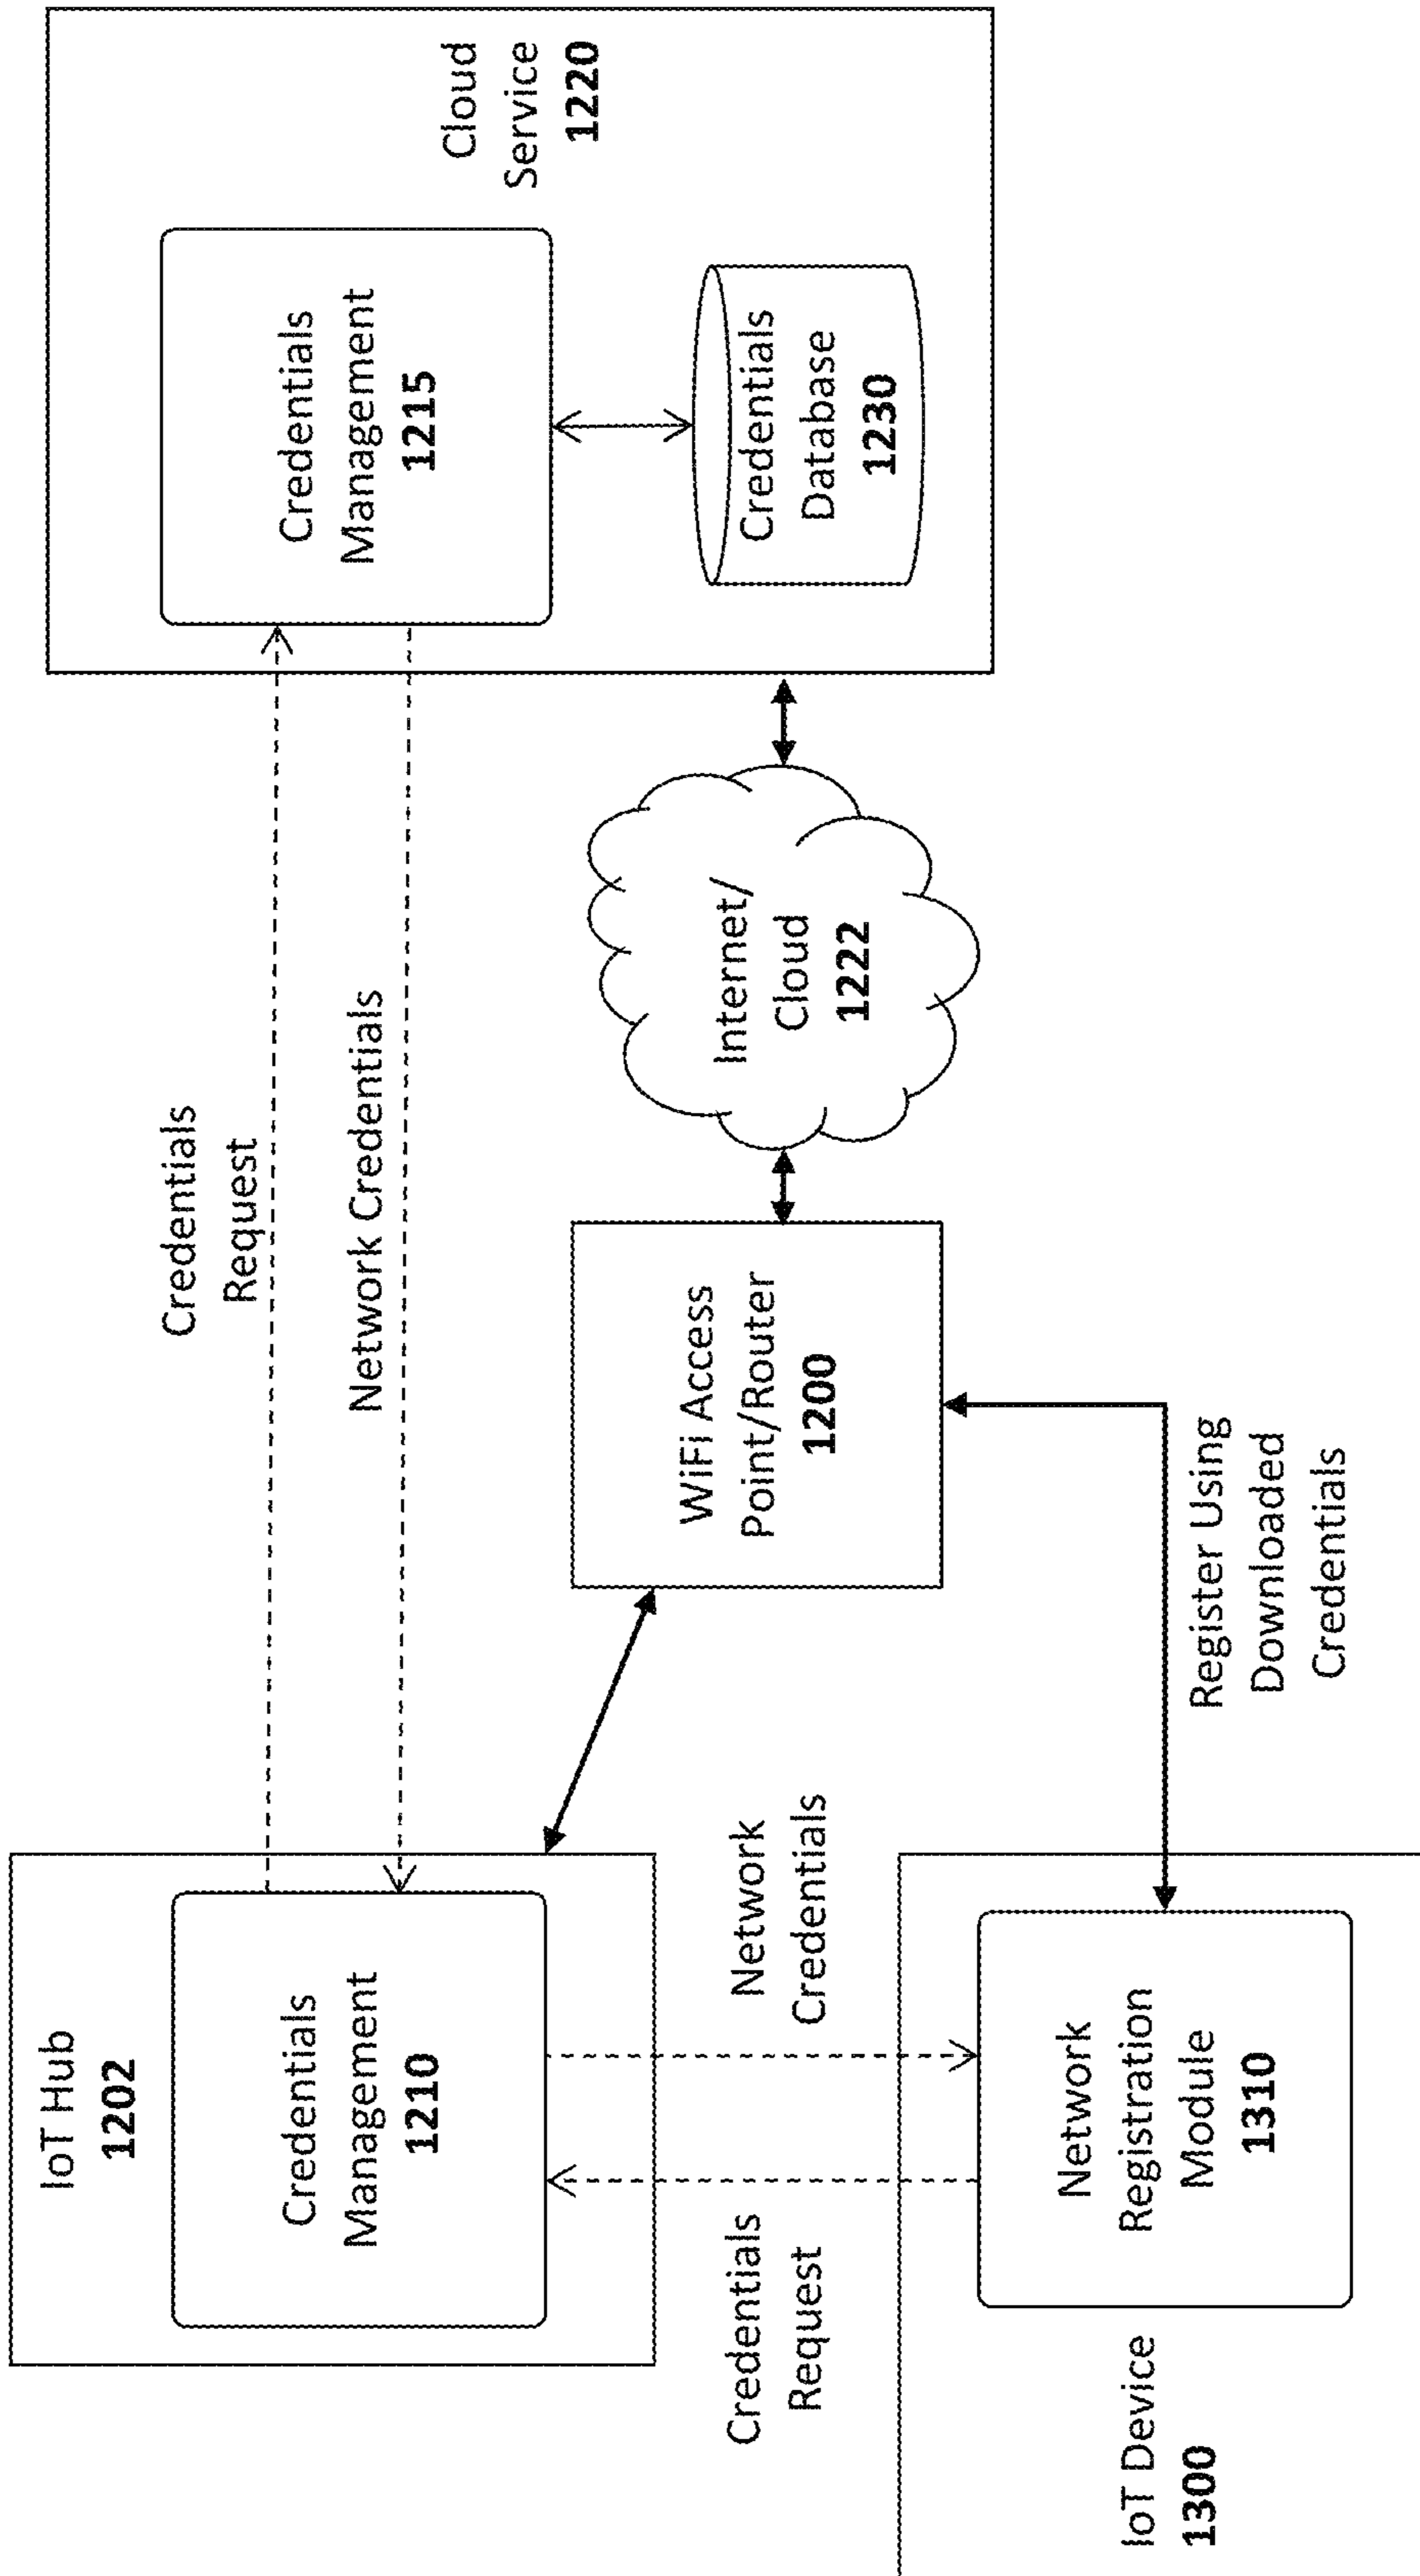 IoT Hub
1202
Credentials
Management
1210
Credentials
Request
Network Credentials
Cloud
Service
1220
Credentials
Management
1215
Credentials
Database
1230
WiFi Access
Point/Router
1200
Internet/
Cloud
1222
Credentials
Request
Network
Credentials
Register Using
Downloaded
Credentials
IoT Device
1300
Network
Registration
Module
1310